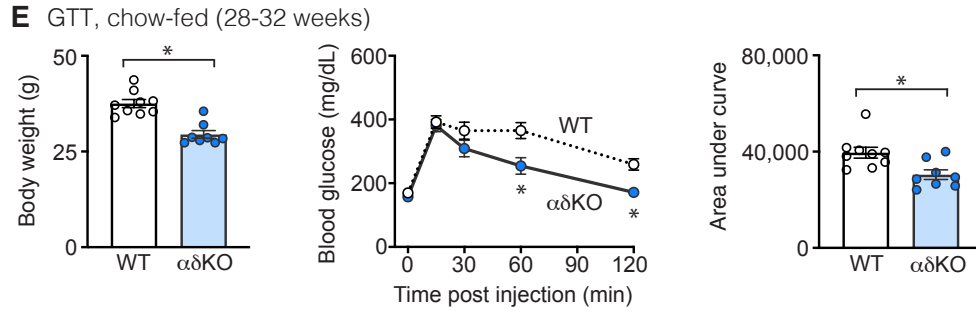 E GTT, chow-fed (28-32 weeks)
Body weight (g)
50
25
0
*
WT
αδKO
Blood glucose (mg/dL)
600
400
200
0
WT
αδKO
*
*
0
30
60
90
120
Time post injection (min)
Area under curve
80,000
40,000
0
*
WT
αδKO